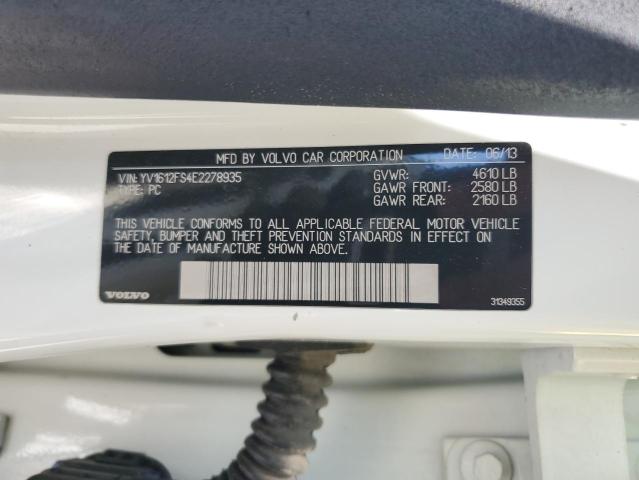 MFD BY VOLVO CAR CORPORATION DATE: 06/13
VIN: YV1612FS4E2278935 GVWR: 4610 LB
TYPE: PC GAWR FRONT: 2580 LB
GAWR REAR: 2160 LB
THIS VEHICLE CONFORMS TO ALL APPLICABLE FEDERAL MOTOR VEHICLE
SAFETY, BUMPER AND THEFT PREVENTION STANDARDS IN EFFECT ON
THE DATE OF MANUFACTURE SHOWN ABOVE.
VOLVO 31349355